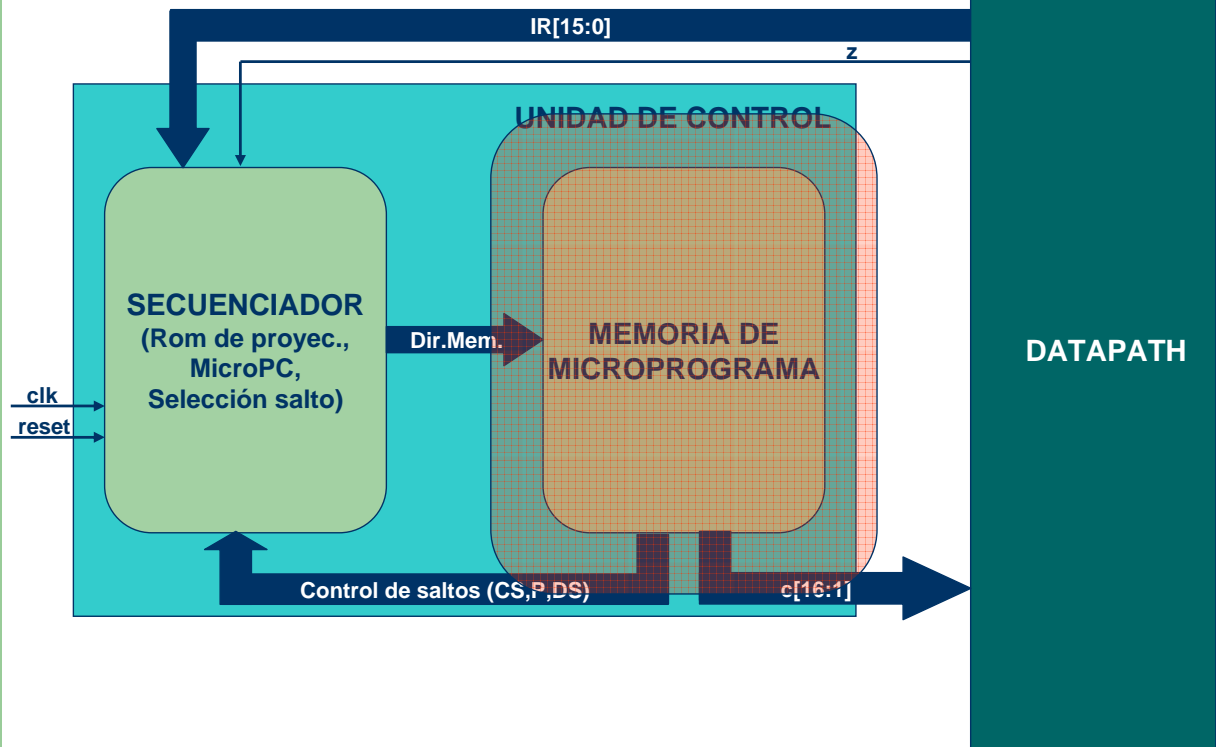 IR[15:0]
z
UNIDAD DE CONTROL
SECUENCIADOR
(Rom de proyec.,
MicroPC,
Selección salto)
Dir.Mem.
MEMORIA DE
MICROPROGRAMA
DATAPATH
clk
reset
Control de saltos (CS,P,DS)
c[16:1]